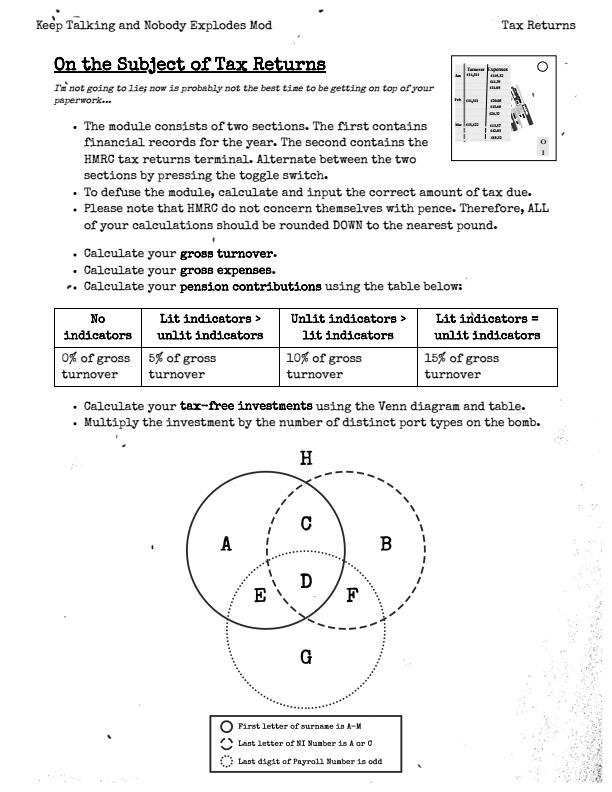 Keep Talking and Nobody Explodes Mod
Tax Returns
On the Subject of Tax Returns
I'm not going to lie; now is probably not the best time to be getting on top of your
paperwork...
• The module consists of two sections. The first contains
financial records for the year. The second contains the
HMRC tax returns terminal. Alternate between the two
sections by pressing the toggle switch.
• To defuse the module, calculate and input the correct amount of tax due.
• Please note that HMRC do not concern themselves with pence. Therefore, ALL
of your calculations should be rounded DOWN to the nearest pound.
• Calculate your gross turnover.
• Calculate your gross expenses.
• Calculate your pension contributions using the table below:
No
indicators
Lit indicators >
unlit indicators
Unlit indicators >
lit indicators
Lit indicators =
unlit indicators
0% of gross
turnover
5% of gross
turnover
10% of gross
turnover
15% of gross
turnover
• Calculate your tax-free investments using the Venn diagram and table.
• Multiply the investment by the number of distinct port types on the bomb.
H
C
A
B
D
E
F
G
First letter of surname is A-M
Last letter of NI Number is A or C
Last digit of Payroll Number is odd
Turnover Expenses
Jan
Feb
Mar
O
I